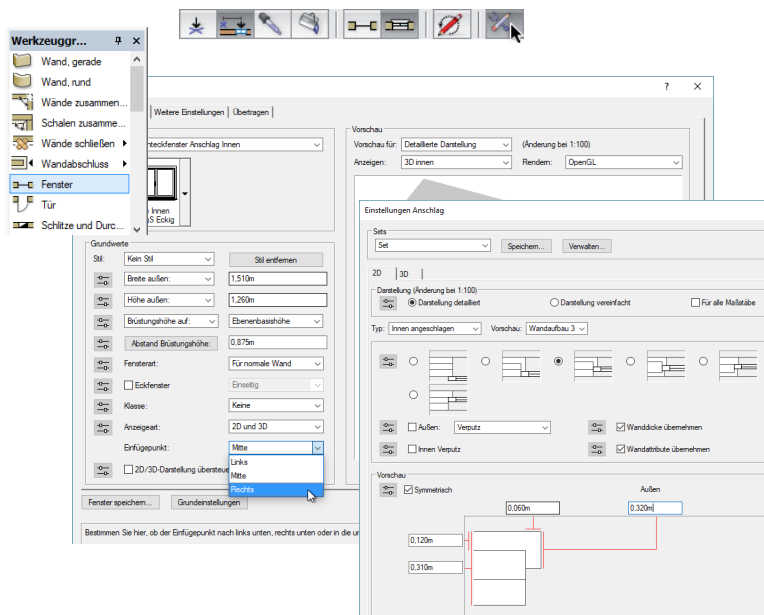 Werkzeuggr...
Wand, gerade
Wand, rund
Wände zusammen...
Schalen zusamme...
Wände schließen
Wandabschluss
Fenster
Tür
Schlitze und Durc...
?
Weitere Einstellungen
Übertragen
Anschlag Innen
Innen
Eckig
Vorschau
Vorschau für: Detaillierte Darstellung (Änderung bei 1:100)
Anzeigen: 3D innen Rendern: OpenGL
Grundwerte
Stil: Kein Stil Stil entfernen
Breite außen: 1,510m
Höhe außen: 1,260m
Brüstungshöhe auf: Ebenenbasishöhe
Abstand Brüstungshöhe: 0,875m
Fensterart: Für normale Wand
Eckfenster Einseitig
Klasse: Keine
Anzeigeart: 2D und 3D
Einfügepunkt: Mitte
Links
Mitte
Rechts
2D/3D-Darstellung übersteue
Fenster speichern... Grundeinstellungen
Bestimmen Sie hier, ob der Einfügepunkt nach links unten, rechts unten oder in die
Einstellungen Anschlag
Sets
Set Speichern... Verwalten...
2D 3D
Darstellung (Änderung bei 1:100)
Darstellung detailliert Darstellung vereinfacht Für alle Maßstäbe
Typ: Innen angeschlagen Vorschau: Wandaufbau 3
Außen: Verputz Wanddicke übernehmen
Innen Verputz Wandattribute übernehmen
Vorschau
Symmetrisch Außen
0,060m 0,320m
0,120m
0,310m